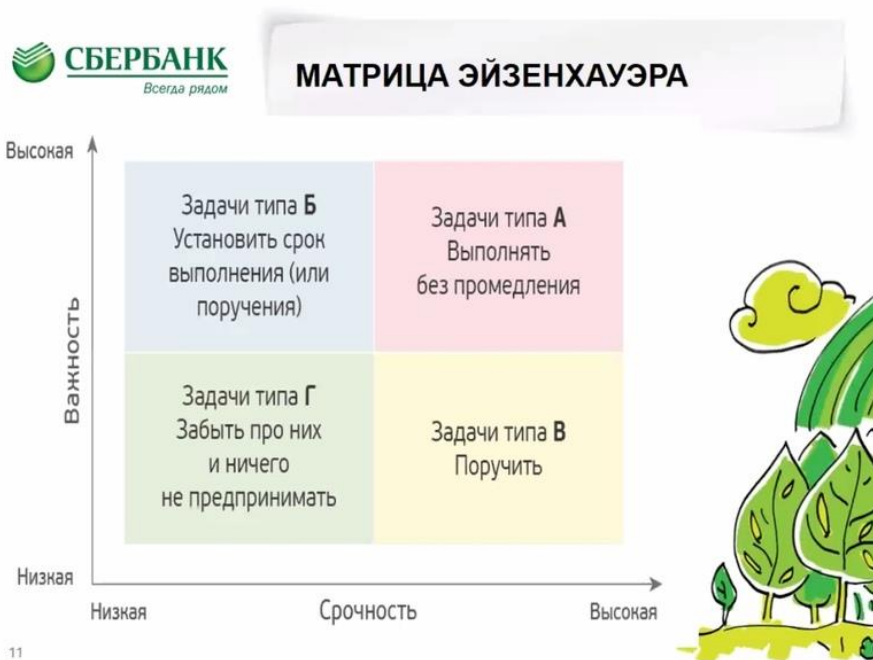 СБЕРБАНК
Всегда рядом
МАТРИЦА ЭЙЗЕНХАУЭРА
Высокая
Важность
Низкая
Задачи типа Б
Установить срок
выполнения (или
поручения)
Задачи типа А
Выполнять
без промедления
Задачи типа Г
Забыть про них
и ничего
не предпринимать
Задачи типа В
Поручить
Низкая
Срочность
Высокая
11